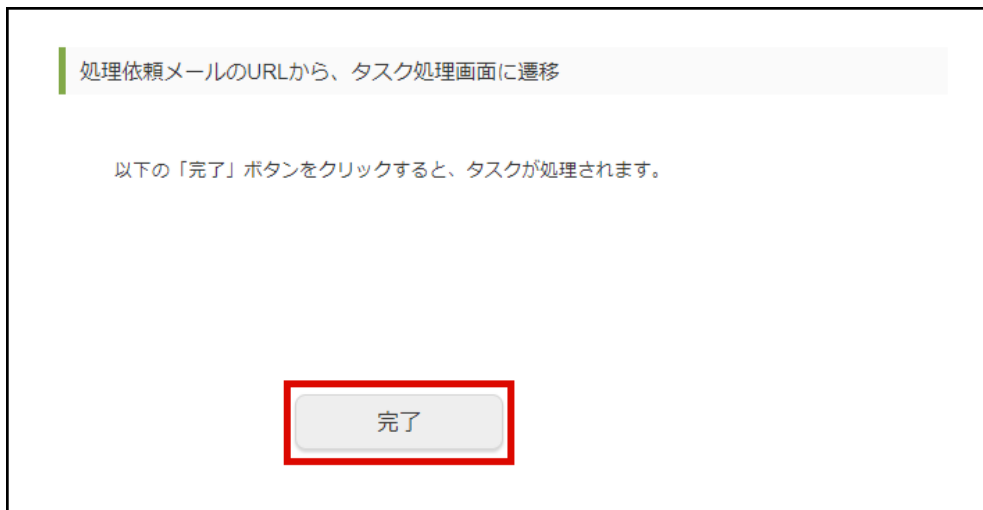 処理依頼メールのURLから、タスク処理画面に遷移
以下の「完了」ボタンをクリックすると、タスクが処理されます。
完了